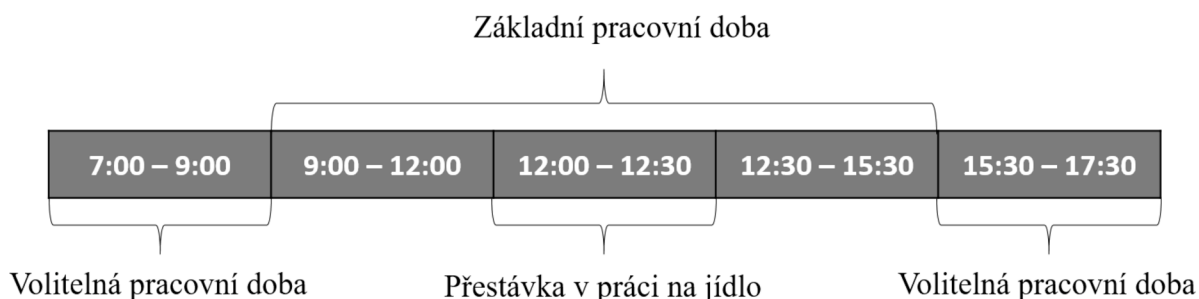 Základní pracovní doba
7:00 – 9:00 9:00 – 12:00 12:00 – 12:30 12:30 – 15:30 15:30 – 17:30
Volitelná pracovní doba Přestávka v práci na jídlo Volitelná pracovní doba